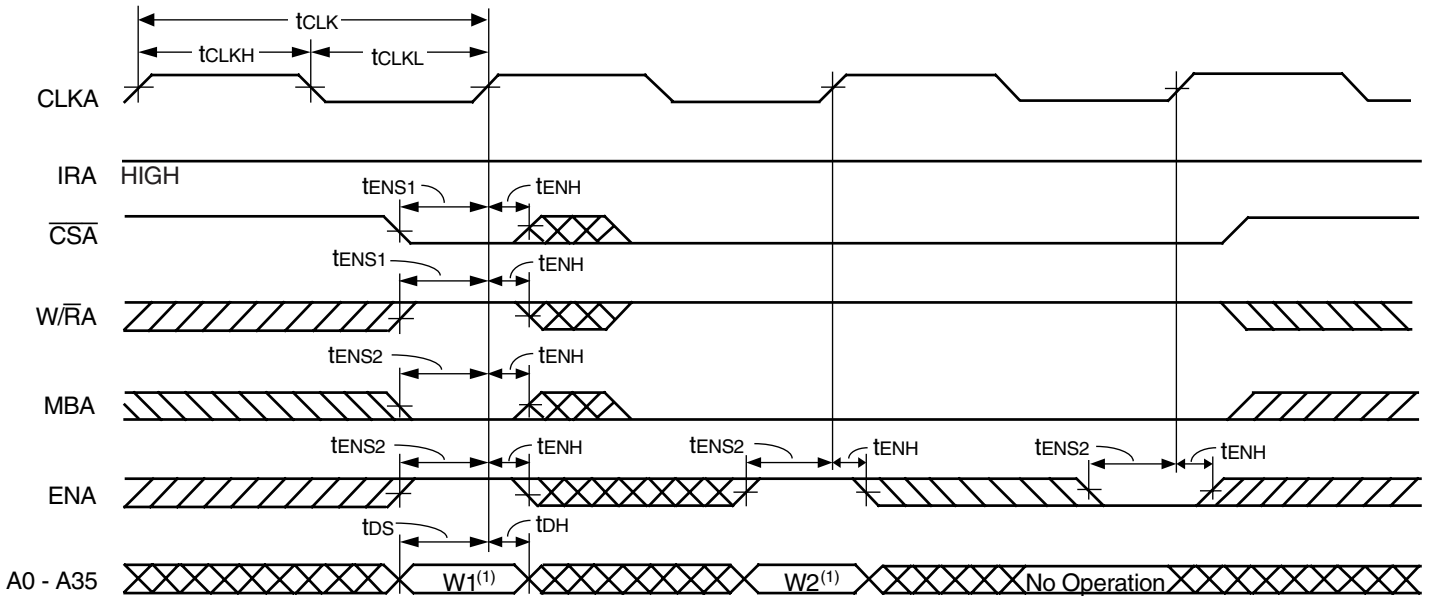 tCLK
tCLKH tCLKL
CLKA
IRA HIGH
tENS1 tENH
CSA
tENS1 tENH
W/RA
tENS2 tENH
MBA
tENS2 tENH tENS2 tENH tENS2 tENH
ENA
tDS tDH
A0 - A35 W1(1) W2(1) No Operation